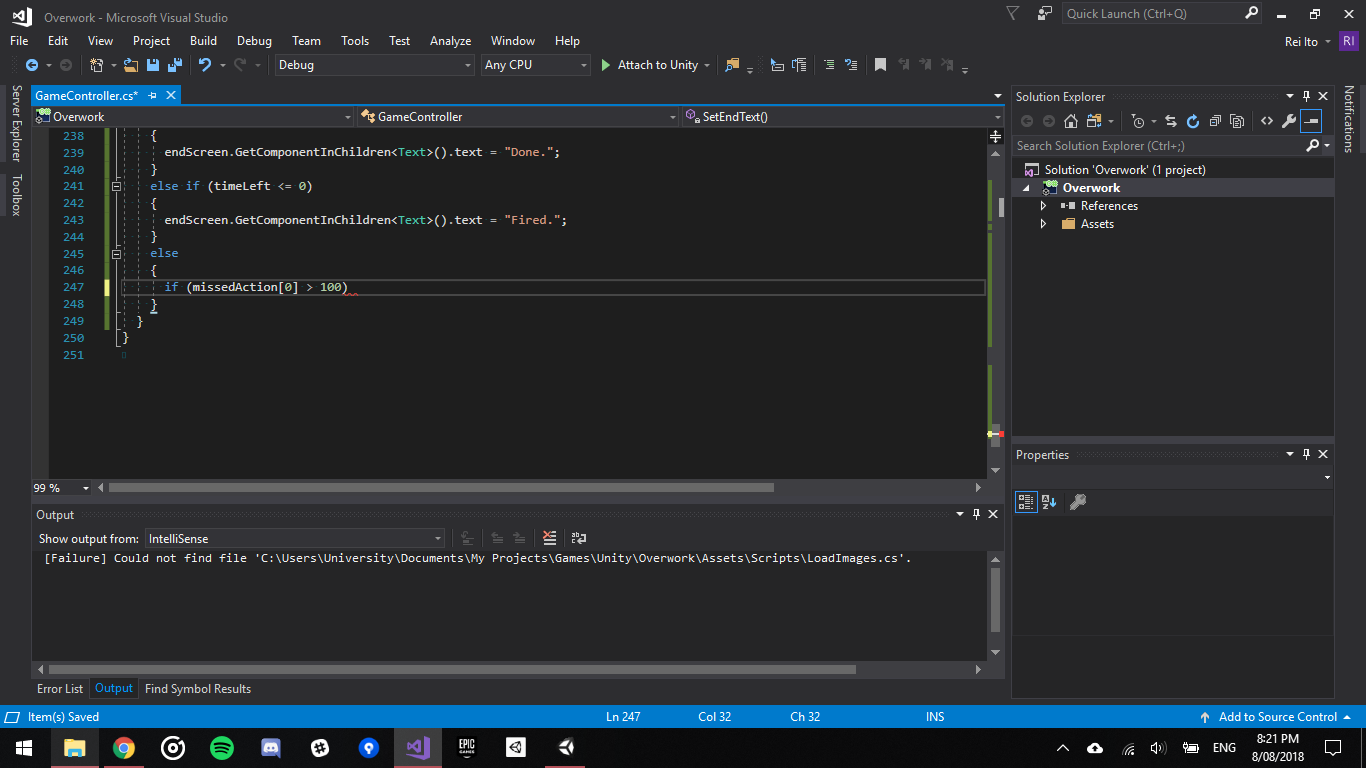 Overwork - Microsoft Visual Studio
Quick Launch (Ctrl+Q)
File Edit View Project Build Debug Team Tools Test Analyze Window Help
Rei Ito RI
Debug Any CPU Attach to Unity
Server Explorer
Toolbox
GameController.cs*
Overwork GameController SetEndText()
238 {
239 endScreen.GetComponentInChildren<Text>().text = "Done.";
240 }
241 else if (timeLeft <= 0)
242 {
243 endScreen.GetComponentInChildren<Text>().text = "Fired.";
244 }
245 else
246 {
247 if (missedAction[0] > 100)
248 }
249 }
250 }
251
99 %
Output
Show output from: IntelliSense
[Failure] Could not find file 'C:\Users\University\Documents\My Projects\Games\Unity\Overwork\Assets\Scripts\LoadImages.cs'.
Error List Output Find Symbol Results
Solution Explorer
Search Solution Explorer (Ctrl+;)
Solution 'Overwork' (1 project)
Overwork
References
Assets
Properties
Notifications
Item(s) Saved Ln 247 Col 32 Ch 32 INS Add to Source Control
EPIC
GAMES
ENG
8:21 PM
8/08/2018